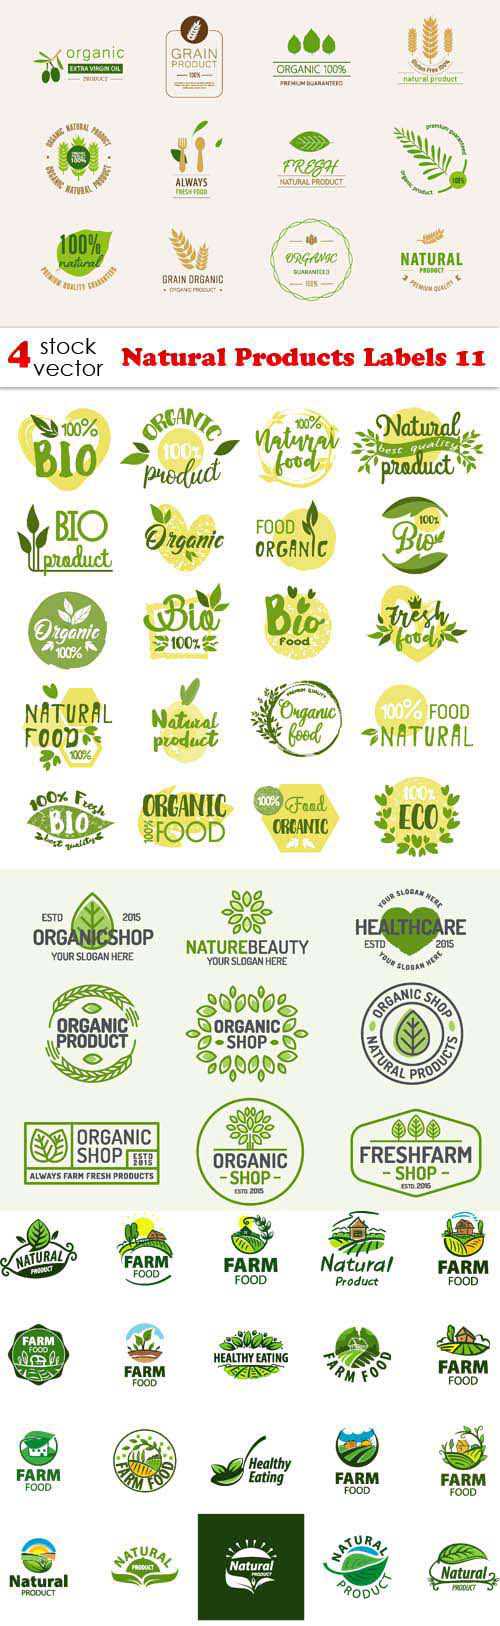 organic
EXTRA VIRGIN OIL
PRODUCT
GRAIN
PRODUCT
100%
ORGANIC 100%
PREMIUM GUARANTEED
Gluten Free 100%
natural product
ORGANIC NATURAL PRODUCT
100%
ORGANIC NATURAL PRODUCT
ALWAYS
FRESH FOOD
FRESH
NATURAL PRODUCT
premium guaranteed
organic product
100%
100%
natural
PREMIUM QUALITY GUARANTEED
GRAIN ORGANIC
ORGANIC PRODUCT
ORGANIC
GUARANTEED
100%
NATURAL
PRODUCT
PREMIUM QUALITY
4 stock
vector
Natural Products Labels 11
100%
BIO
ORGANIC
100%
product
100%
Natural
food
Natural
best quality
product
BIO
product
Organic
FOOD
ORGANIC
100%
Bio
Organic
100%
Bio
100%
Bio
Food
Fresh
food
NATURAL
FOOD
100%
Natural
product
PREMIUM QUALITY
Organic
food
100% FOOD
NATURAL
100% Fresh
BIO
best quality
ORGANIC
100% FOOD
100% Food
ORGANIC
100%
ECO
ESTD 2015
ORGANICSHOP
YOUR SLOGAN HERE
NATUREBEAUTY
YOUR SLOGAN HERE
YOUR SLOGAN HERE
HEALTHCARE
ESTD 2015
YOUR SLOGAN HERE
ORGANIC
PRODUCT
ORGANIC
SHOP
ORGANIC SHOP
NATURAL PRODUCTS
ORGANIC
SHOP
ESTD
2015
ALWAYS FARM FRESH PRODUCTS
ORGANIC
SHOP
ESTD. 2015
FRESHFARM
SHOP
ESTD. 2015
NATURAL
PRODUCT
FARM
FOOD
FARM
FOOD
Natural
Product
FARM
FOOD
FARM
FOOD
FARM
FOOD
HEALTHY EATING
FARM FOOD
FARM
FOOD
FARM
FOOD
FARM FOOD
Healthy
Eating
FARM
FOOD
FARM
FOOD
Natural
PRODUCT
NATURAL
PRODUCT
Natural
PRODUCT
NATURAL
PRODUCT
Natural
PRODUCT